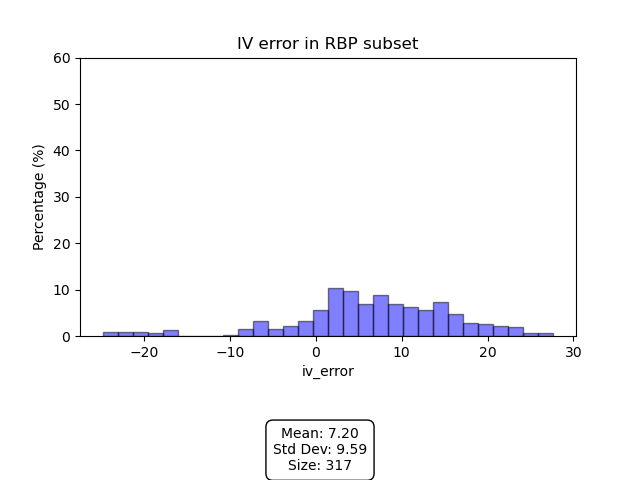 IV error in RBP subset
60
50
40
30
20
10
0
Percentage (%)
−20
−10
0
10
20
30
iv_error
Mean: 7.20
Std Dev: 9.59
Size: 317